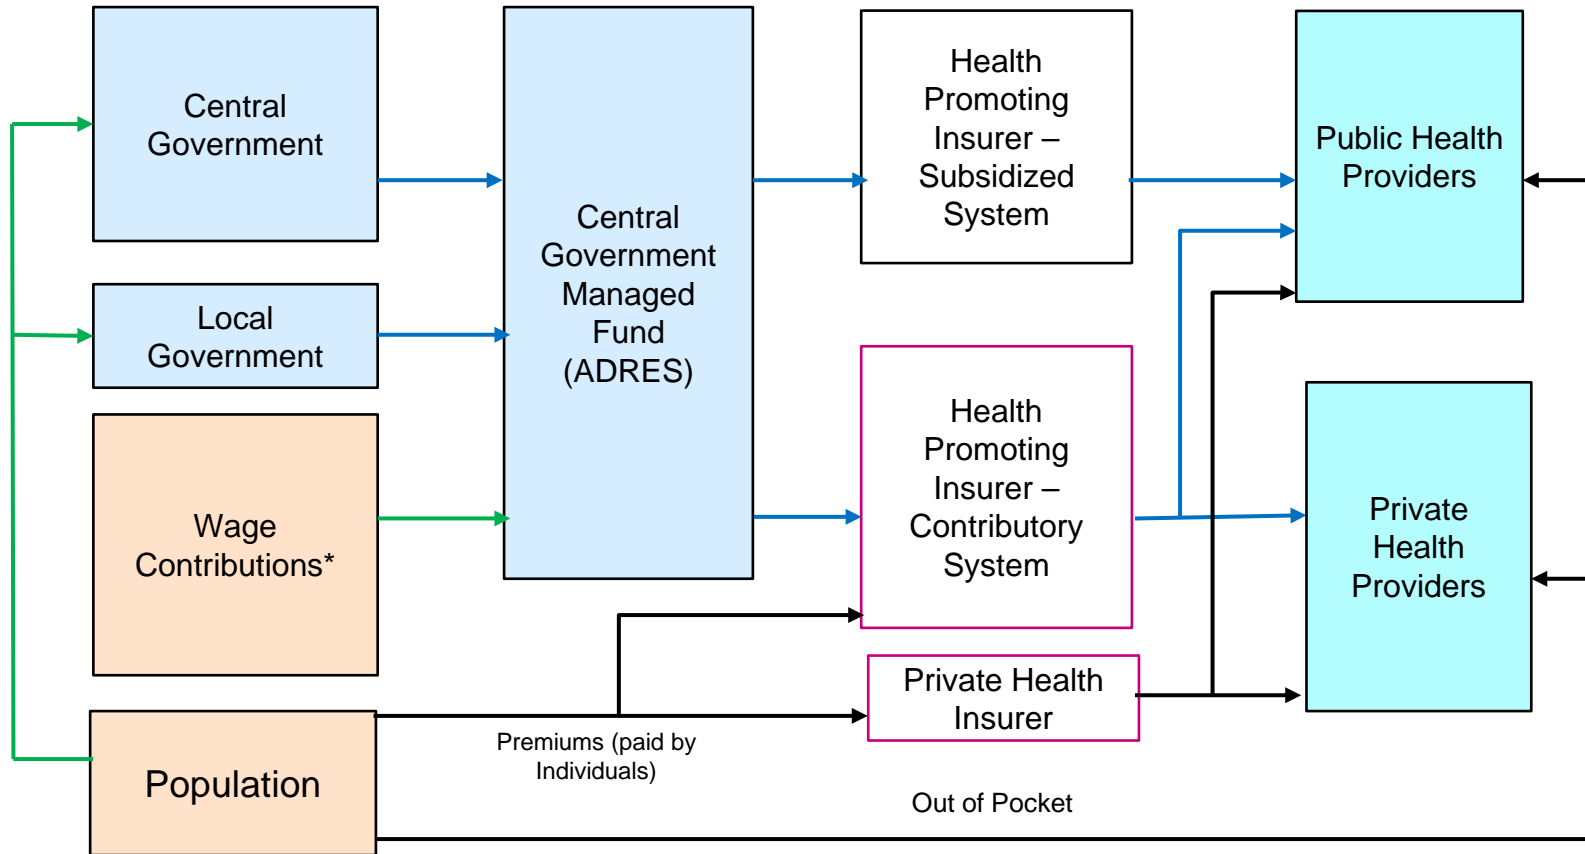 Central
Government
Local
Government
Wage
Contributions*
Population
Central
Government
Managed
Fund
(ADRES)
Premiums (paid by
Individuals)
Health
Promoting
Insurer –
Subsidized
System
Health
Promoting
Insurer –
Contributory
System
Private Health
Insurer
Out of Pocket
Public Health
Providers
Private
Health
Providers